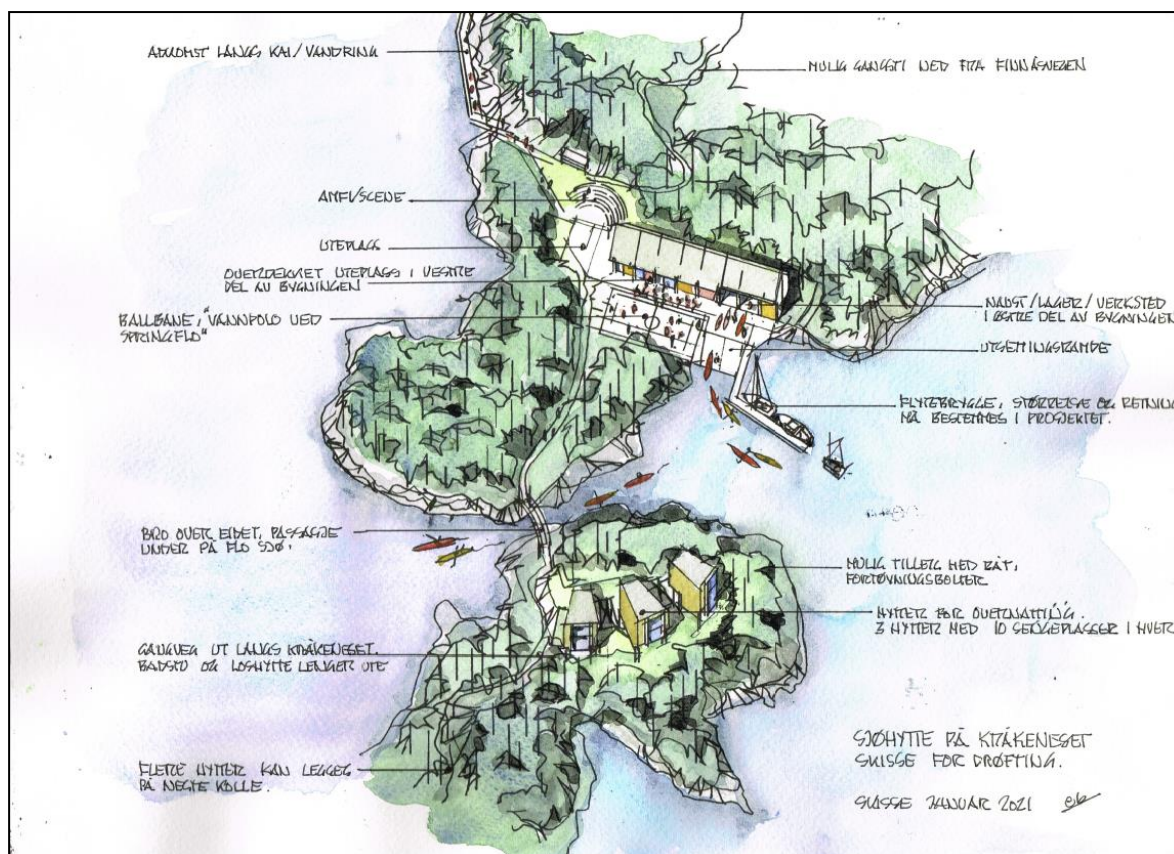 ADKOMST LANGS KAI/VANDRING
MULIG GANGSTI NED FRA FINNÅSVEGEN
AMFI/SCENE
UTEPLASS
OVERDEKKET UTEPLASS I VESTRE
DEL AV BYGNINGEN
BALLBANE, "VANNPOLO VED
SPRINGFLO"
NAUST/LAGER/VERKSTED
I ØSTRE DEL AV BYGNINGEN
UTSETTINGSRAMPE
FLYTEBRYGGE, STØRRELSE OG RETNING
MÅ BESTEMMES I PROSJEKTET.
BRO OVER EIDET, PASSASJE
UNDER PÅ FLO SJØ.
MULIG TILLEGG MED BÅT,
FORTØYNINGSBOLTER.
HYTTER FOR OVERNATTING.
3 HYTTER MED 10 SENGEPLASSER I HVER
GANGVEG UT LANGS KRÅKENESET.
BADSTU OG LOSHYTTE LENGER UTE
FLERE HYTTER KAN LEGGES
PÅ NESTE KOLLE.
SJØHYTTE PÅ KRÅKENESET
SKISSE FOR DRØFTING.
SKISSE JANUAR 2021